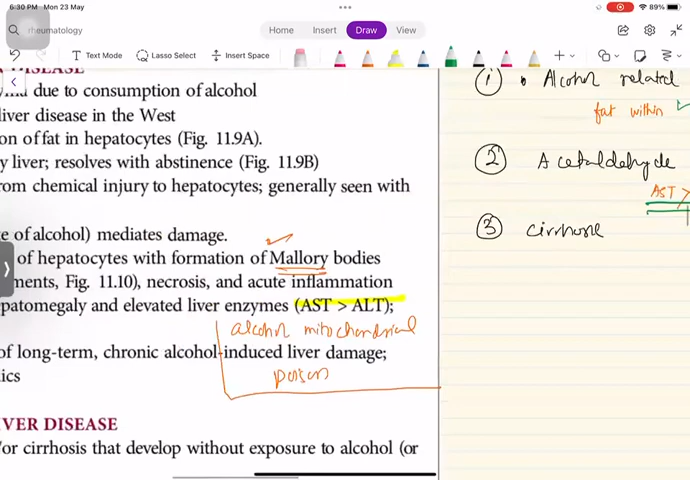 6:30 PM Mon 23 May
89%
rheumatology
Home Insert Draw View
Text Mode Lasso Select Insert Space
DISEASE
due to consumption of alcohol
liver disease in the West
on of fat in hepatocytes (Fig. 11.9A).
y liver; resolves with abstinence (Fig. 11.9B)
rom chemical injury to hepatocytes; generally seen with
te of alcohol) mediates damage.
of hepatocytes with formation of Mallory bodies
ments, Fig. 11.10), necrosis, and acute inflammation
patomegaly and elevated liver enzymes (AST > ALT);
alcohol mitochondrial
of long-term, chronic alcohol-induced liver damage;
poison
ics
IVER DISEASE
or cirrhosis that develop without exposure to alcohol (or
1 Alcohol related
fat within
2 Acetaldehyde
AST >
3 cirrhosis